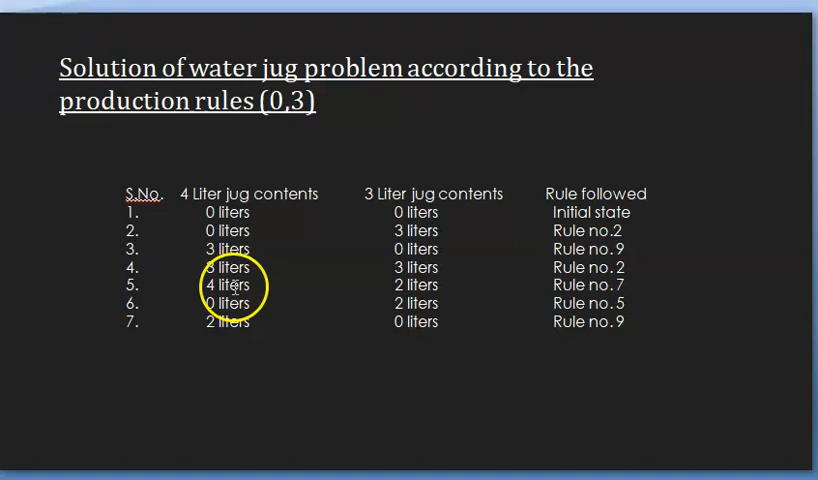 Solution of water jug problem according to the
production rules (0,3)
S.No. 4 Liter jug contents 3 Liter jug contents Rule followed
1. 0 liters 0 liters Initial state
2. 0 liters 3 liters Rule no.2
3. 3 liters 0 liters Rule no.9
4. 3 liters 3 liters Rule no.2
5. 4 liters 2 liters Rule no.7
6. 0 liters 2 liters Rule no.5
7. 2 liters 0 liters Rule no.9